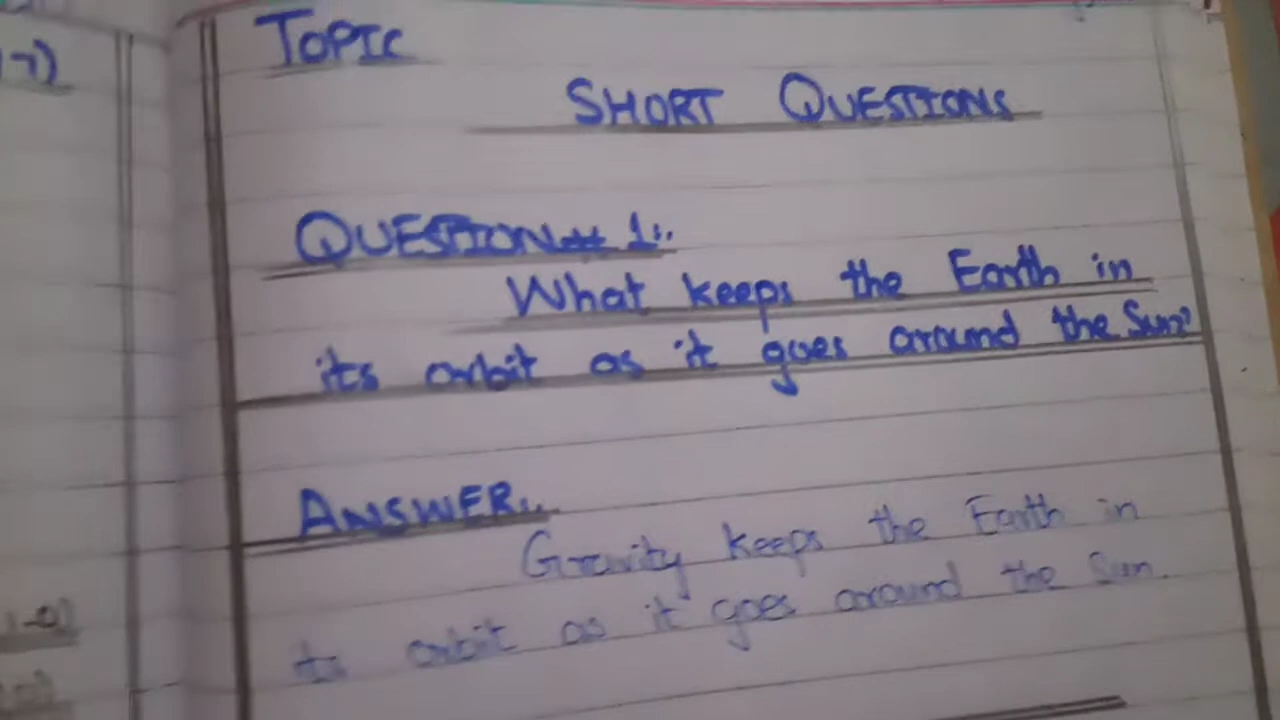 TOPIC
SHORT QUESTIONS
QUESTION# 1:.
What keeps the Earth in
its orbit as it goes around the Sun?
ANSWER:.
Gravity keeps the Earth in
its orbit as it goes around the Sun.